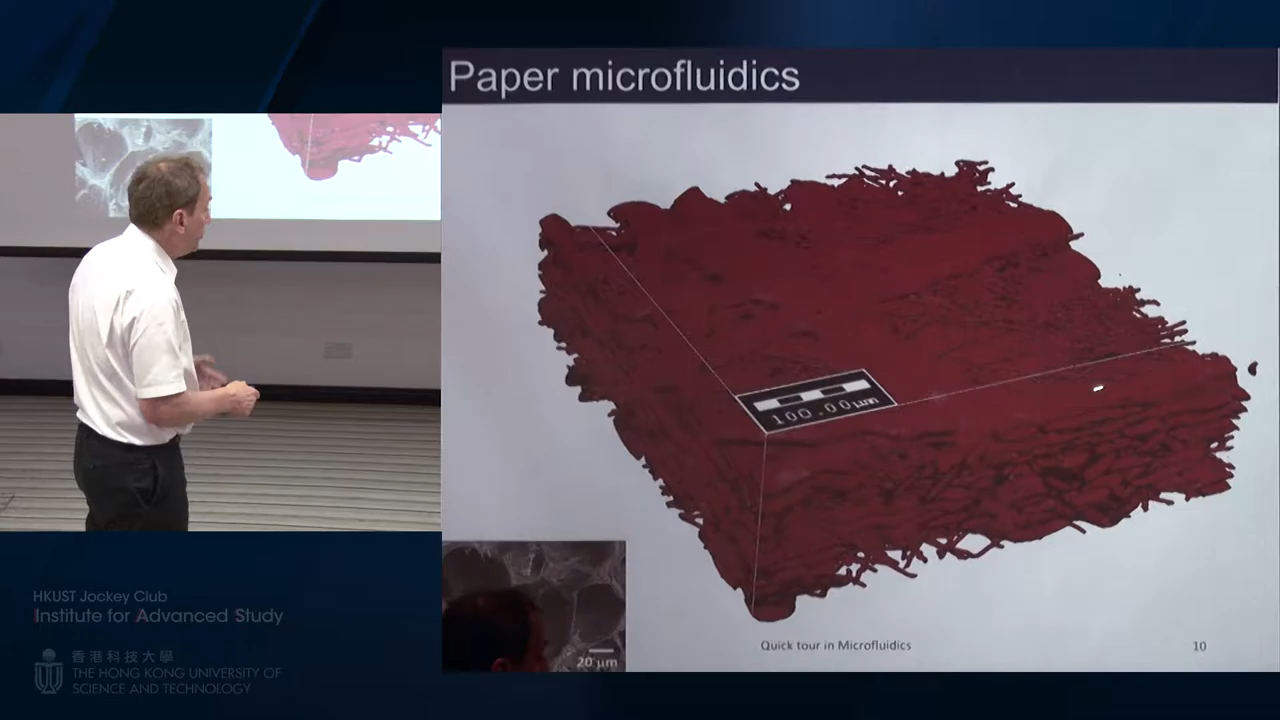 Paper microfluidics
100.00µm
20 µm
Quick tour in Microfluidics
10
HKUST Jockey Club
Institute for Advanced Study
香港科技大學
THE HONG KONG UNIVERSITY OF
SCIENCE AND TECHNOLOGY